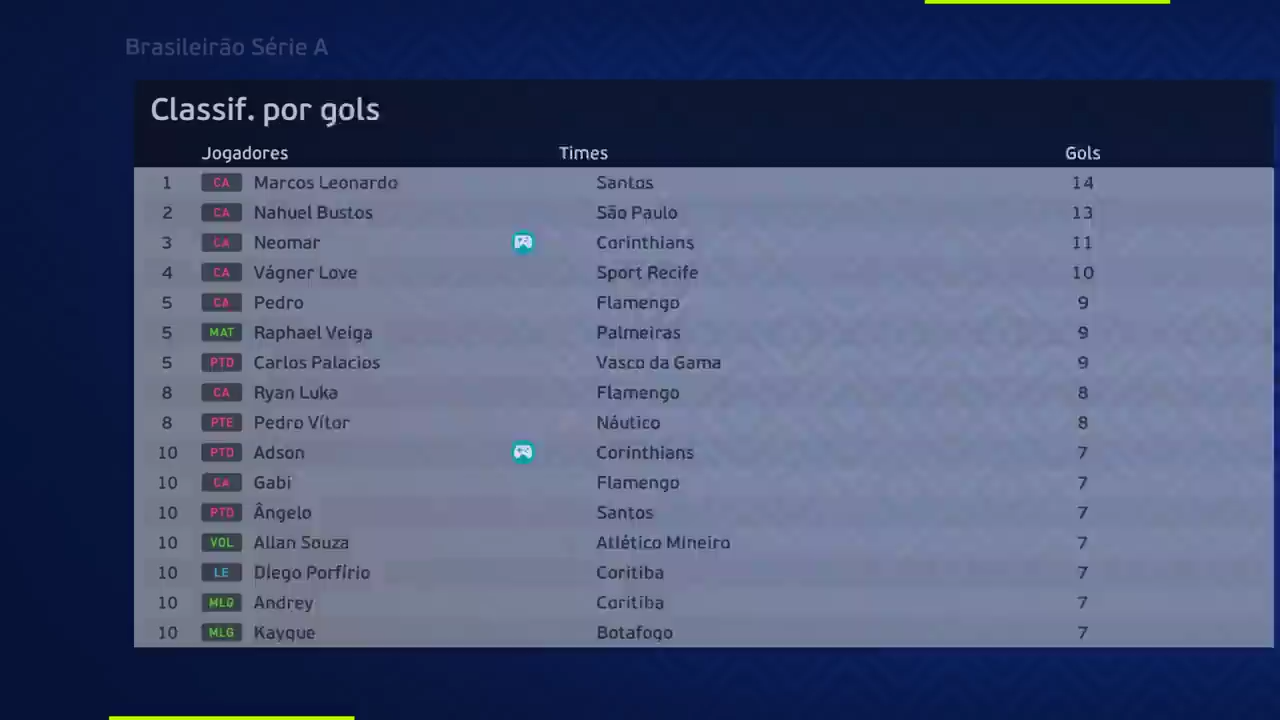 Brasileirão Série A
Classif. por gols
Jogadores Times Gols
1 CA Marcos Leonardo Santos 14
2 CA Nahuel Bustos São Paulo 13
3 CA Neomar Corinthians 11
4 CA Vágner Love Sport Recife 10
5 CA Pedro Flamengo 9
5 MAT Raphael Veiga Palmeiras 9
5 PTD Carlos Palacios Vasco da Gama 9
8 CA Ryan Luka Flamengo 8
8 PTE Pedro Vítor Náutico 8
10 PTD Adson Corinthians 7
10 CA Gabi Flamengo 7
10 PTD Ângelo Santos 7
10 VOL Allan Souza Atlético Mineiro 7
10 LE Diego Porfírio Coritiba 7
10 MLG Andrey Coritiba 7
10 MLG Kayque Botafogo 7